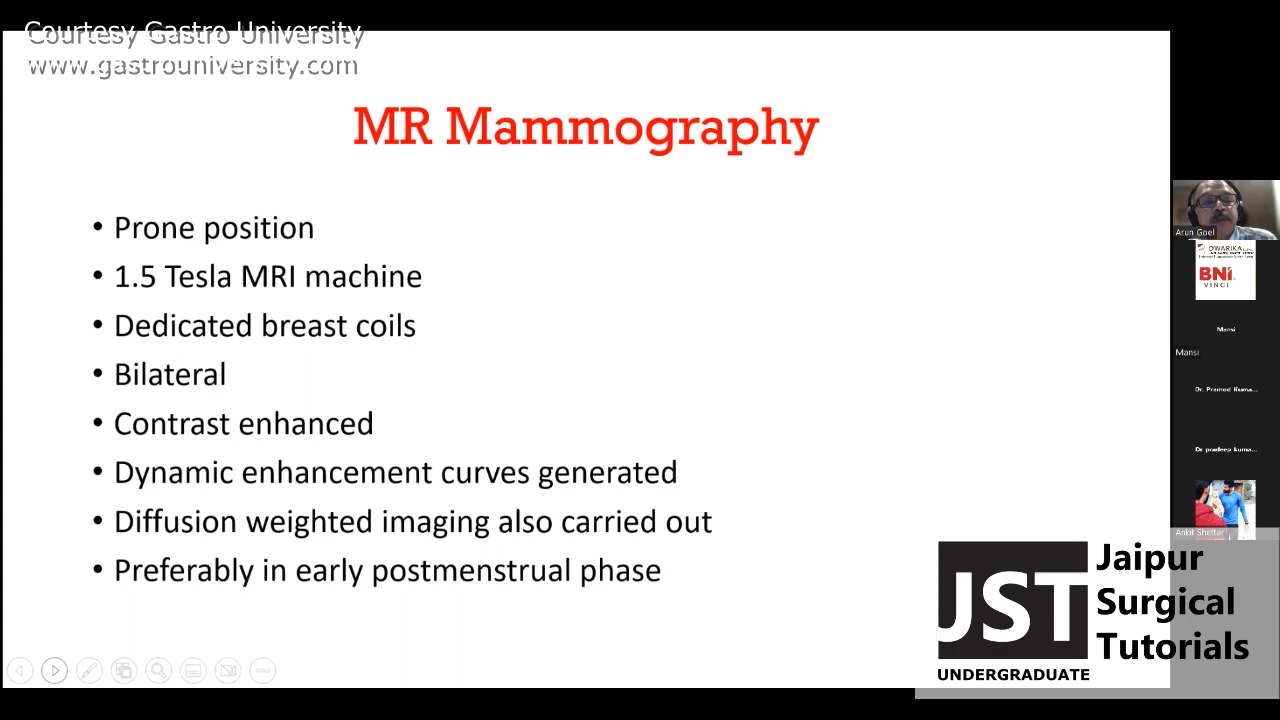 Courtesy Gastro University
www.gastrouniversity.com
MR Mammography
• Prone position
• 1.5 Tesla MRI machine
• Dedicated breast coils
• Bilateral
• Contrast enhanced
• Dynamic enhancement curves generated
• Diffusion weighted imaging also carried out
• Preferably in early postmenstrual phase
Arun Goel
DWARIKA
BNI
VINCI
Mansi
Mansi
Dr. Pramod Kuma...
Dr pradeep kuma...
Ankit Shettar
JST
UNDERGRADUATE
Jaipur
Surgical
Tutorials